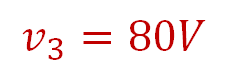 v₃ = 80V